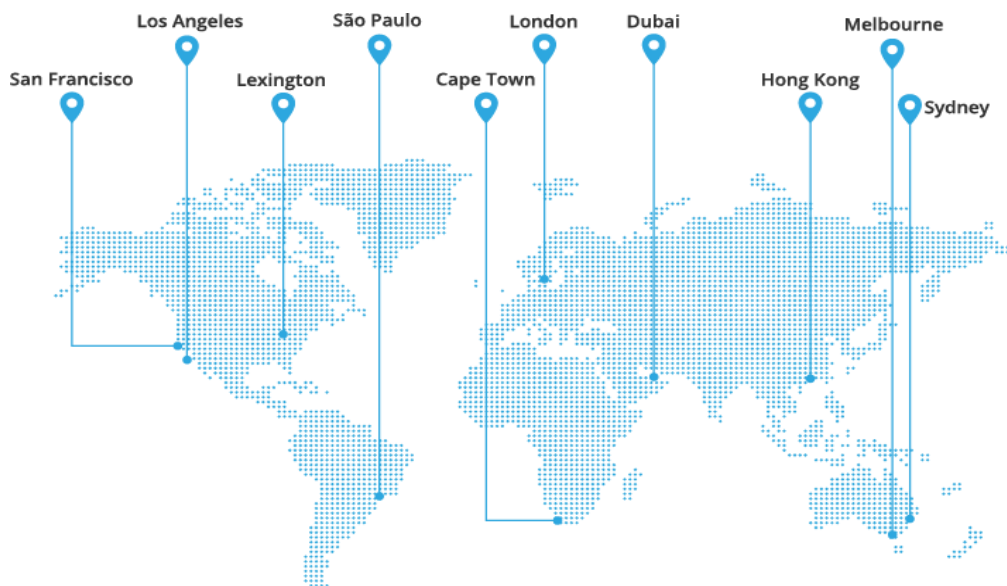 Los Angeles
São Paulo
London
Dubai
Melbourne
San Francisco
Lexington
Cape Town
Hong Kong
Sydney